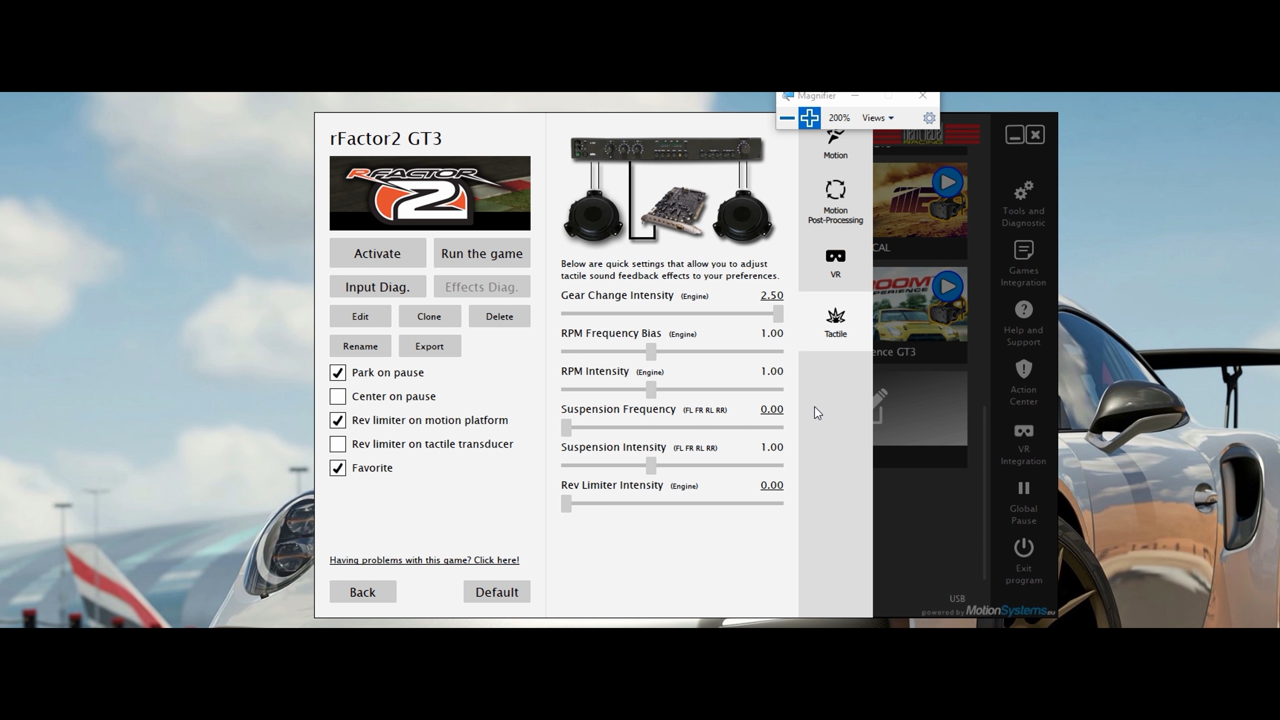 Magnifier
200%
Views
rFactor2 GT3
RFACTOR
2
Activate
Run the game
Input Diag.
Effects Diag.
Edit
Clone
Delete
Rename
Export
Park on pause
Center on pause
Rev limiter on motion platform
Rev limiter on tactile transducer
Favorite
Having problems with this game? Click here!
Back
Default
Below are quick settings that allow you to adjust
tactile sound feedback effects to your preferences.
Gear Change Intensity (Engine) 2.50
RPM Frequency Bias (Engine) 1.00
RPM Intensity (Engine) 1.00
Suspension Frequency (FL FR RL RR) 0.00
Suspension Intensity (FL FR RL RR) 1.00
Rev Limiter Intensity (Engine) 0.00
Motion
Motion
Post-Processing
VR
Tactile
RACING
CAL
ence GT3
Tools and
Diagnostic
Games
Integration
Help and
Support
Action
Center
VR
Integration
Global
Pause
Exit
program
USB
powered by MotionSystems.eu